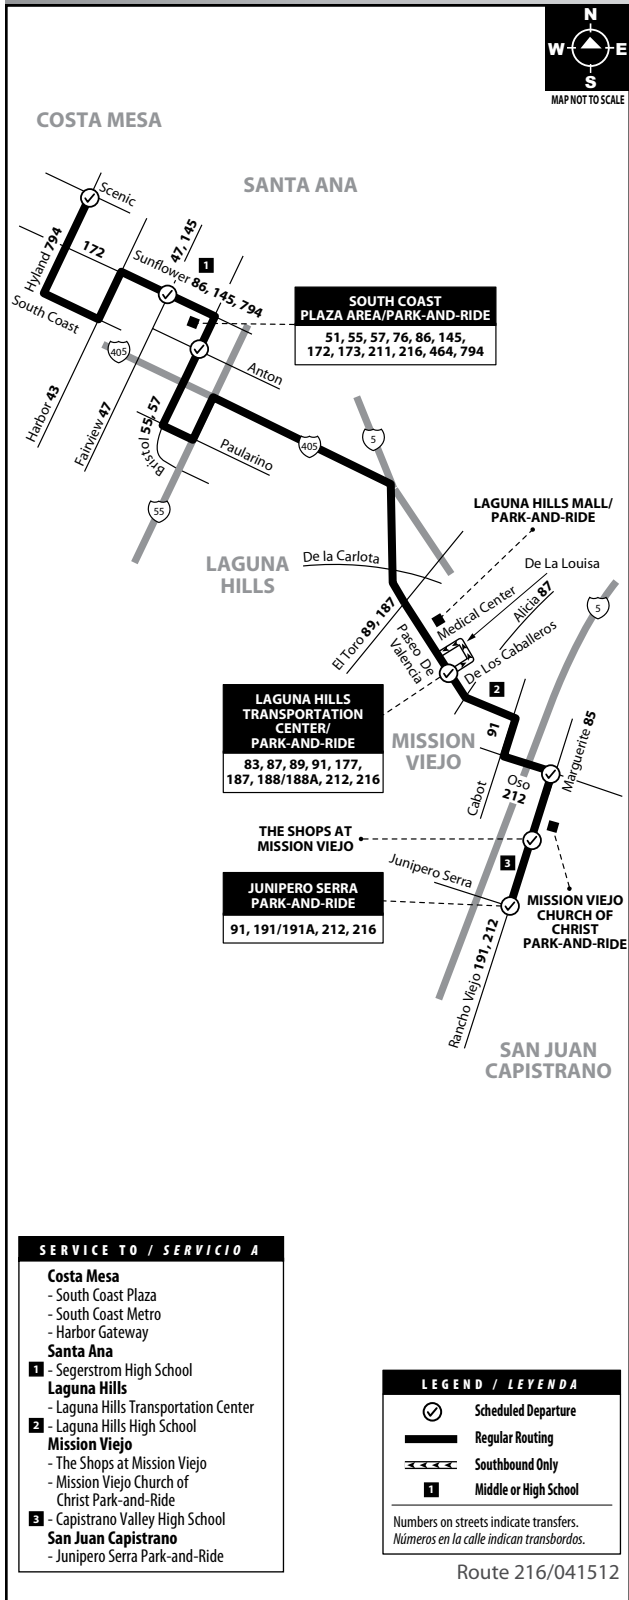 N
W E
S
MAP NOT TO SCALE
COSTA MESA
SANTA ANA
Scenic
Hyland 794
172
47, 145
Sunflower 86, 145, 794
1
South Coast
SOUTH COAST
PLAZA AREA/PARK-AND-RIDE
51, 55, 57, 76, 86, 145,
172, 173, 211, 216, 464, 794
405
Anton
Harbor 43
Fairview 47
Bristol 55, 57
Paularino
405
5
55
LAGUNA HILLS MALL/
PARK-AND-RIDE
LAGUNA
HILLS
De la Carlota
De La Louisa
Medical Center
Alicia 87
5
El Toro 89, 187
Paseo De
Valencia
De Los Caballeros
2
LAGUNA HILLS
TRANSPORTATION
CENTER/
PARK-AND-RIDE
83, 87, 89, 91, 177,
187, 188/188A, 212, 216
MISSION
VIEJO
91
Marguerite 85
Cabot
Oso
212
THE SHOPS AT
MISSION VIEJO
3
Junipero Serra
JUNIPERO SERRA
PARK-AND-RIDE
91, 191/191A, 212, 216
MISSION VIEJO
CHURCH OF
CHRIST
PARK-AND-RIDE
Rancho Viejo 191, 212
SAN JUAN
CAPISTRANO
SERVICE TO / SERVICIO A
Costa Mesa
- South Coast Plaza
- South Coast Metro
- Harbor Gateway
Santa Ana
1 - Segerstrom High School
Laguna Hills
- Laguna Hills Transportation Center
2 - Laguna Hills High School
Mission Viejo
- The Shops at Mission Viejo
- Mission Viejo Church of
Christ Park-and-Ride
3 - Capistrano Valley High School
San Juan Capistrano
- Junipero Serra Park-and-Ride
LEGEND / LEYENDA
Scheduled Departure
Regular Routing
Southbound Only
1 Middle or High School
Numbers on streets indicate transfers.
Números en la calle indican transbordos.
Route 216/041512